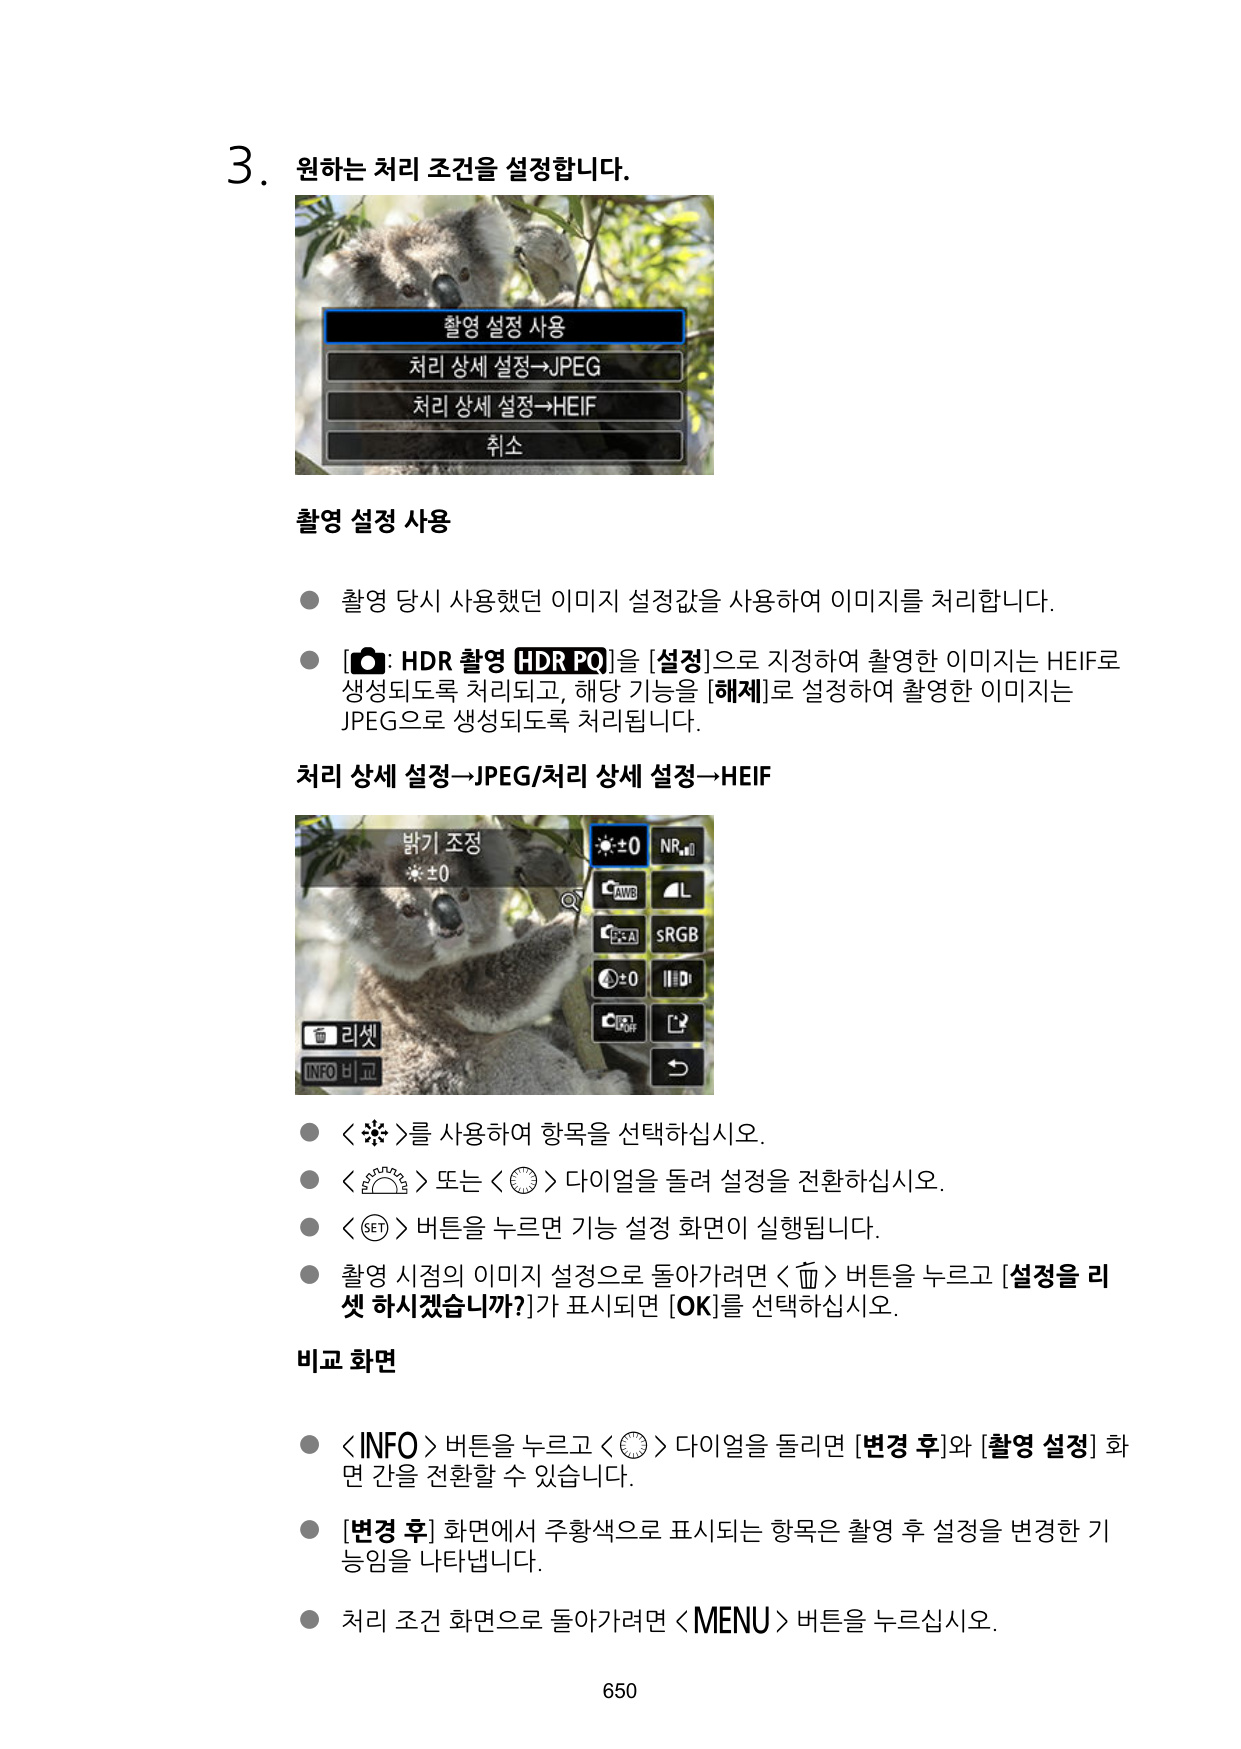 3. 원하는 처리 조건을 설정합니다.
촬영 설정 사용
처리 상세 설정→JPEG
처리 상세 설정→HEIF
취소
촬영 설정 사용
● 촬영 당시 사용했던 이미지 설정값을 사용하여 이미지를 처리합니다.
● [: HDR 촬영 HDR PQ]을 [설정]으로 지정하여 촬영한 이미지는 HEIF로
생성되도록 처리되고, 해당 기능을 [해제]로 설정하여 촬영한 이미지는
JPEG으로 생성되도록 처리됩니다.
처리 상세 설정→JPEG/처리 상세 설정→HEIF
밝기 조정
±0
±0 NR
AWB L
A sRGB
±0
OFF
리셋
INFO 비교
● < >를 사용하여 항목을 선택하십시오.
● < > 또는 < > 다이얼을 돌려 설정을 전환하십시오.
● < SET > 버튼을 누르면 기능 설정 화면이 실행됩니다.
● 촬영 시점의 이미지 설정으로 돌아가려면 < > 버튼을 누르고 [설정을 리
셋 하시겠습니까?]가 표시되면 [OK]를 선택하십시오.
비교 화면
● < INFO > 버튼을 누르고 < > 다이얼을 돌리면 [변경 후]와 [촬영 설정] 화
면 간을 전환할 수 있습니다.
● [변경 후] 화면에서 주황색으로 표시되는 항목은 촬영 후 설정을 변경한 기
능임을 나타냅니다.
● 처리 조건 화면으로 돌아가려면 < MENU > 버튼을 누르십시오.
650